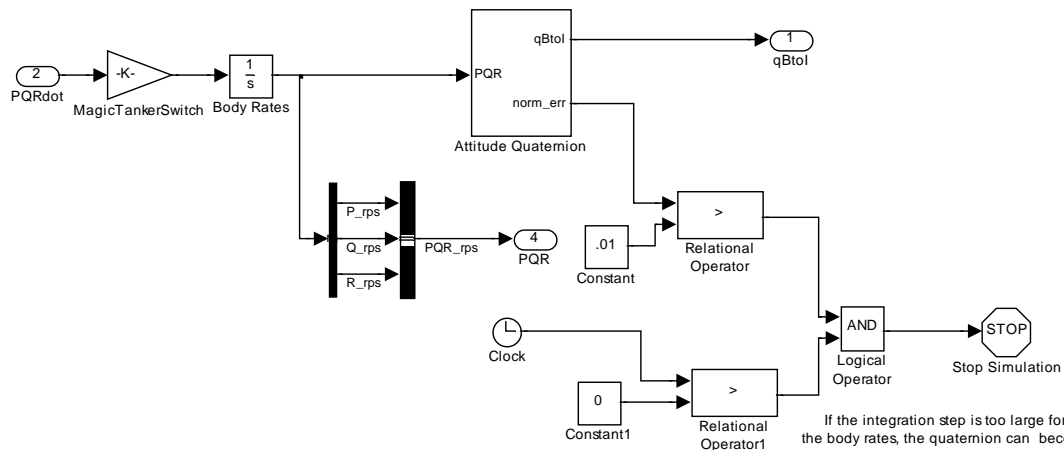 2
PQRdot
-K-
MagicTankerSwitch
1
s
Body Rates
PQR
qBtoI
norm_err
Attitude Quaternion
1
qBtoI
P_rps
Q_rps
R_rps
PQR_rps
4
PQR
.01
Constant
>
Relational
Operator
Clock
0
Constant1
>
Relational
Operator1
AND
Logical
Operator
STOP
Stop Simulation
If the integration step is too large for
the body rates, the quaternion can